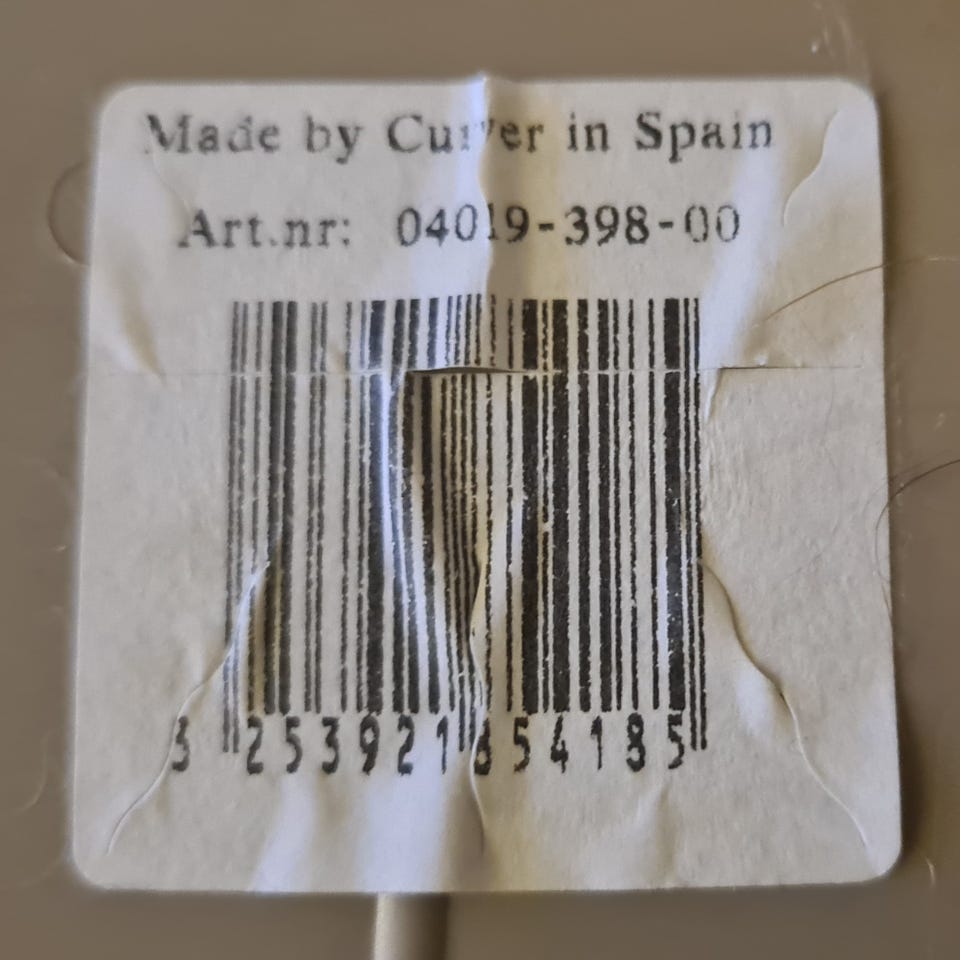 Made by Curver in Spain
Art.nr: 04019-398-00
3 253921 854185